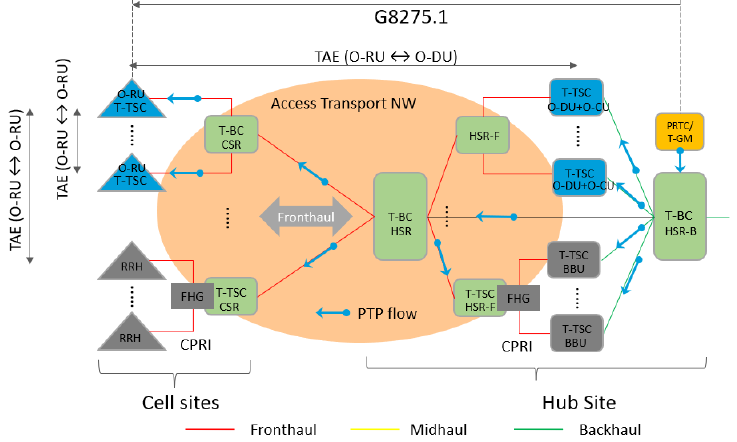 G8275.1
TAE (O-RU ↔ O-DU)
TAE (O-RU ↔ O-RU)
TAE (O-RU ↔ O-RU)
O-RU
T-TSC
O-RU
T-TSC
Access Transport NW
T-BC
CSR
HSR-F
T-TSC
O-DU+O-CU
T-TSC
O-DU+O-CU
PRTC/
T-GM
Fronthaul
T-BC
HSR
T-BC
HSR-B
RRH
RRH
FHG
T-TSC
CSR
CPRI
PTP flow
T-TSC
HSR-F
FHG
CPRI
T-TSC
BBU
T-TSC
BBU
Cell sites
Hub Site
Fronthaul
Midhaul
Backhaul